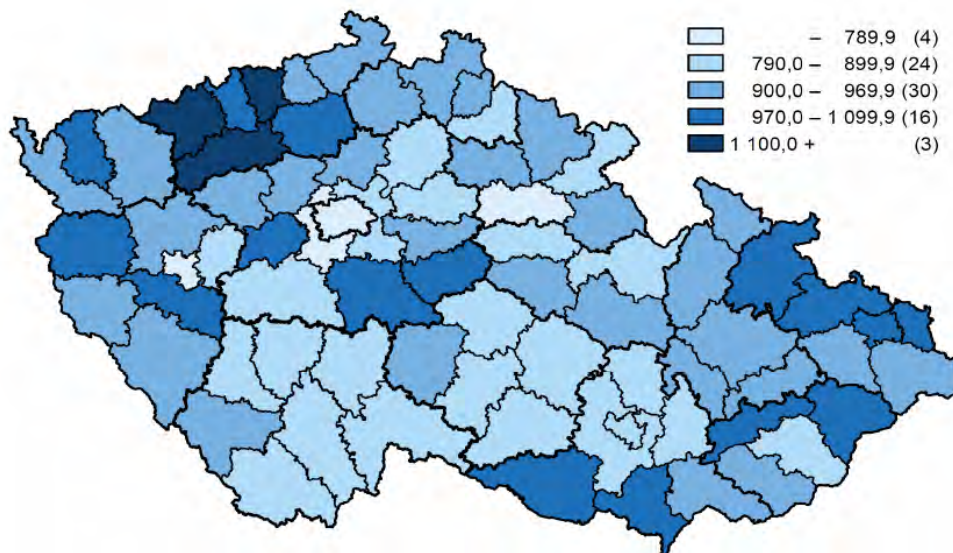 – 789,9 (4)
790,0 – 899,9 (24)
900,0 – 969,9 (30)
970,0 – 1 099,9 (16)
1 100,0 + (3)